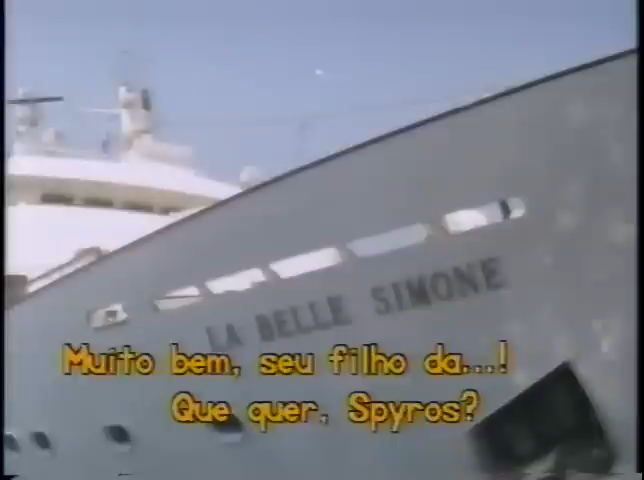 LA BELLE SIMONE
Muito bem, seu filho da...!
Que quer, Spyros?